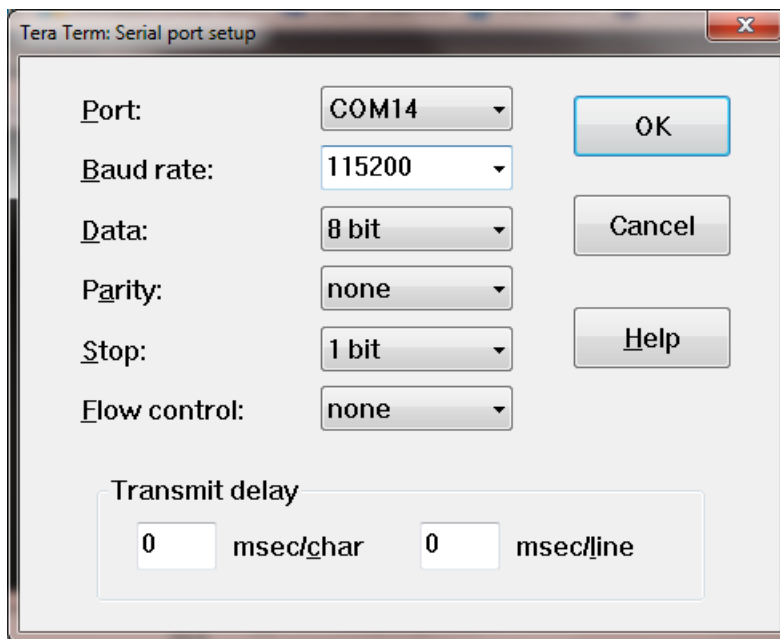 Tera Term: Serial port setup
Port: COM14 OK
Baud rate: 115200
Data: 8 bit Cancel
Parity: none
Stop: 1 bit Help
Flow control: none
Transmit delay
0 msec/char 0 msec/line